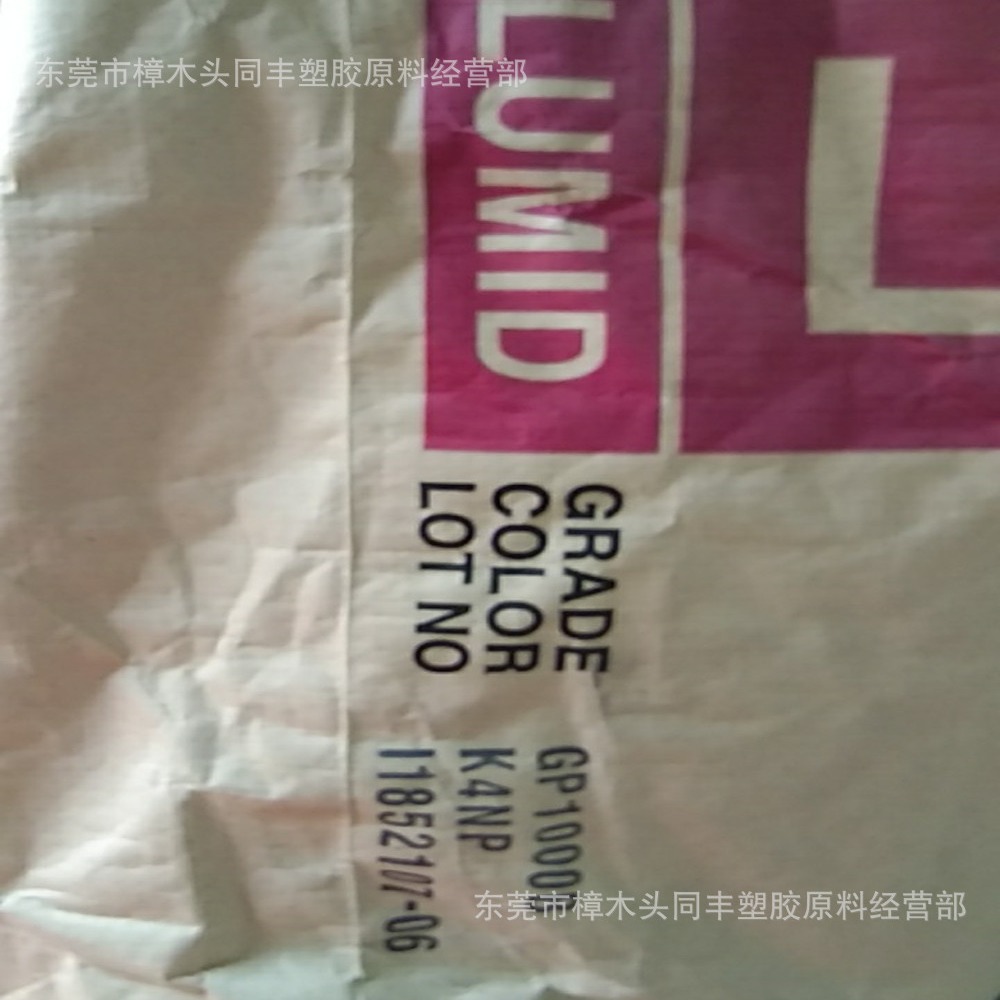 东莞市樟木头同丰塑胶原料经营部
L
LUMID
GRADE
COLOR K4NP
LOT NO I1852107-06
东莞市樟木头同丰塑胶原料经营部